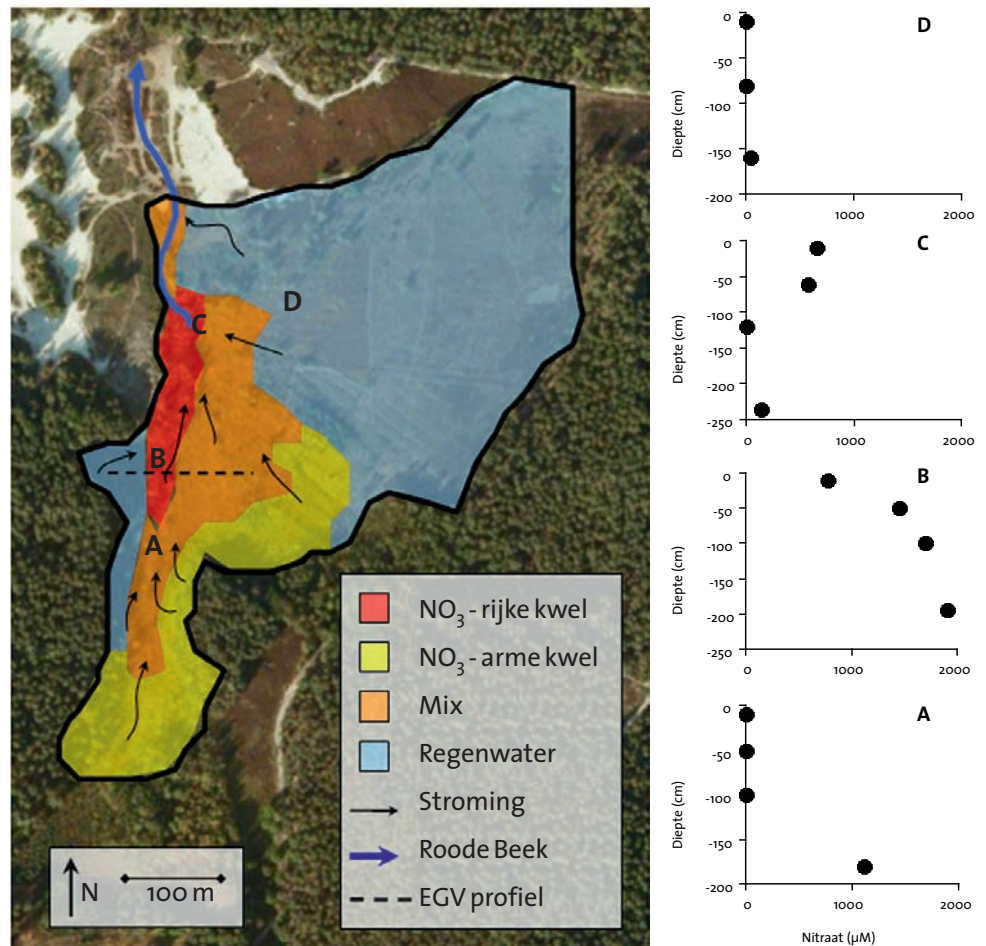 D
C
B
A
NO3 - rijke kwel
NO3 - arme kwel
Mix
Regenwater
Stroming
Roode Beek
EGV profiel
N
100 m
D
Diepte (cm)
0
-50
-100
-150
-200
0
1000
2000
C
Diepte (cm)
0
-50
-100
-150
-200
-250
0
1000
2000
B
Diepte (cm)
0
-50
-100
-150
-200
-250
0
1000
2000
A
Diepte (cm)
0
-50
-100
-150
-200
0
1000
2000
Nitraat (µM)